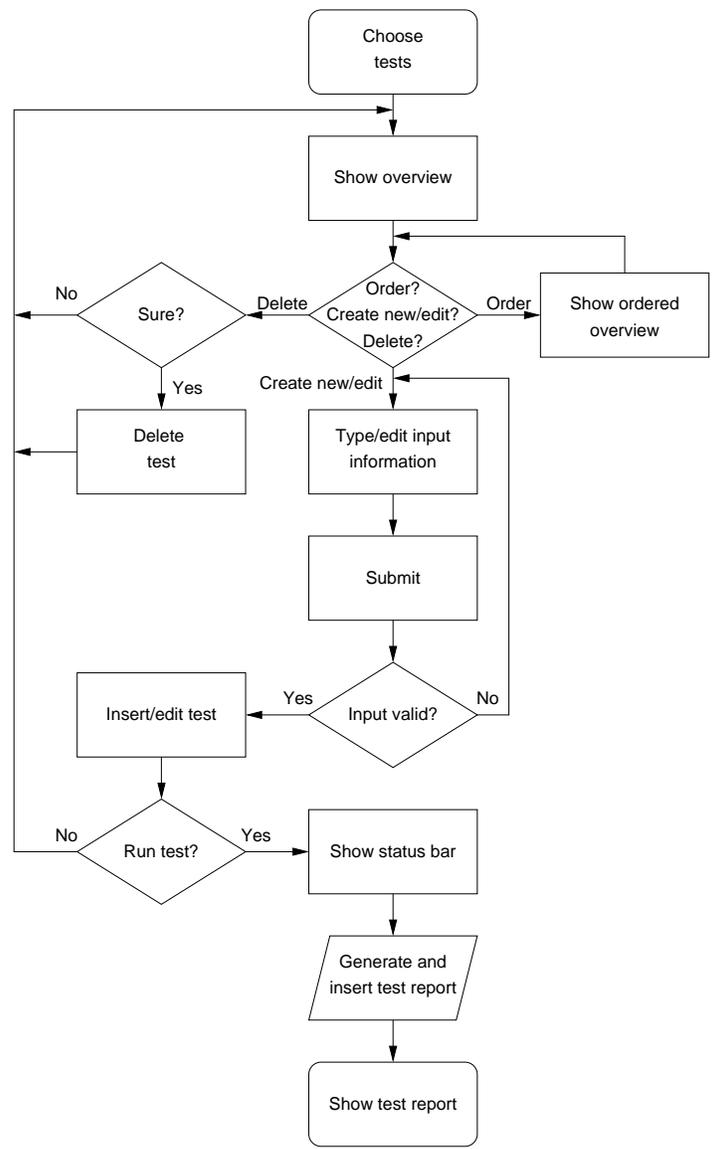 Choose
tests
Show overview
No
Sure?
Delete
Order?
Create new/edit?
Delete?
Order
Show ordered
overview
Yes
Create new/edit
Delete
test
Type/edit input
information
Submit
Insert/edit test
Yes
Input valid?
No
No
Run test?
Yes
Show status bar
Generate and
insert test report
Show test report